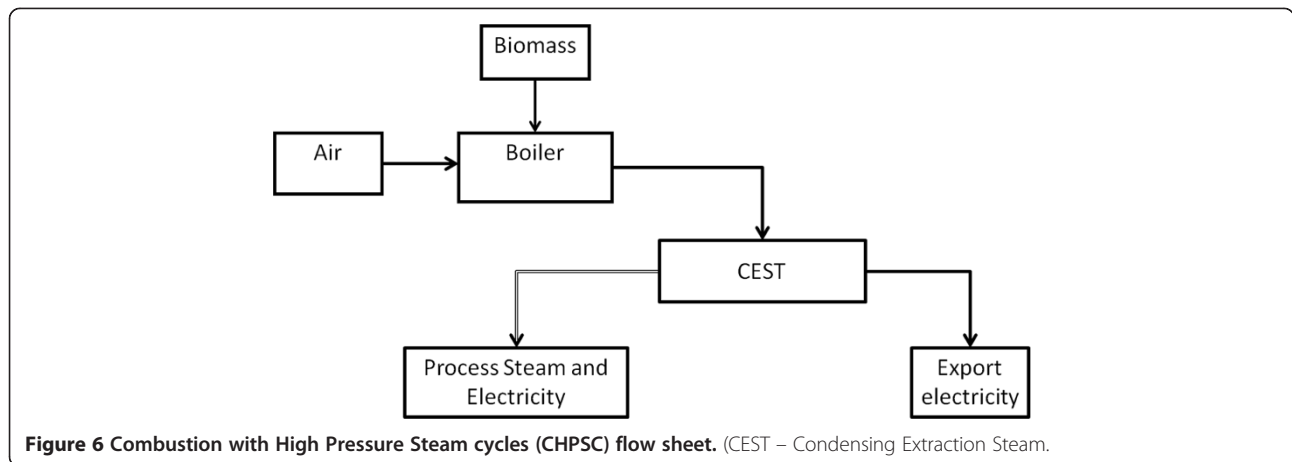 Biomass
Air
Boiler
CEST
Process Steam and
Electricity
Export
electricity
Figure 6 Combustion with High Pressure Steam cycles (CHPSC) flow sheet. (CEST – Condensing Extraction Steam.